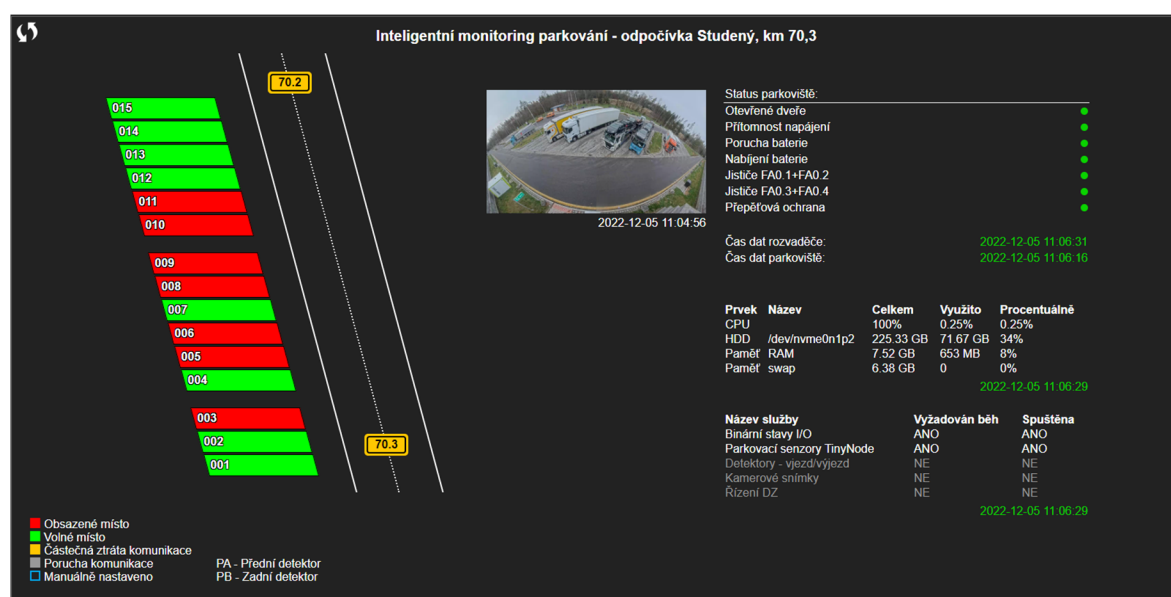 Inteligentní monitoring parkování - odpočívka Studený, km 70,3
70.2
015
014
013
012
011
010
009
008
007
006
005
004
003
002
001
70.3
2022-12-05 11:04:56
Status parkoviště:
Otevřené dveře
Přítomnost napájení
Porucha baterie
Nabíjení baterie
Jističe FA0.1+FA0.2
Jističe FA0.3+FA0.4
Přepěťová ochrana
Čas dat rozvaděče: 2022-12-05 11:06:31
Čas dat parkoviště: 2022-12-05 11:06:16
Prvek Název Celkem Využito Procentuálně
CPU 100% 0.25% 0.25%
HDD /dev/nvme0n1p2 225.33 GB 71.67 GB 34%
Paměť RAM 7.52 GB 653 MB 8%
Paměť swap 6.38 GB 0 0%
2022-12-05 11:06:29
Název služby Vyžadován běh Spuštěna
Binární stavy I/O ANO ANO
Parkovací senzory TinyNode ANO ANO
Detektory - vjezd/výjezd NE NE
Kamerové snímky NE NE
Řízení DZ NE NE
2022-12-05 11:06:29
Obsazené místo
Volné místo
Částečná ztráta komunikace
Porucha komunikace PA - Přední detektor
Manuálně nastaveno PB - Zadní detektor